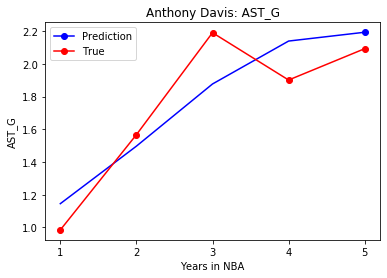 Anthony Davis: AST_G
Prediction
True
AST_G
2.2
2.0
1.8
1.6
1.4
1.2
1.0
1
2
3
4
5
Years in NBA